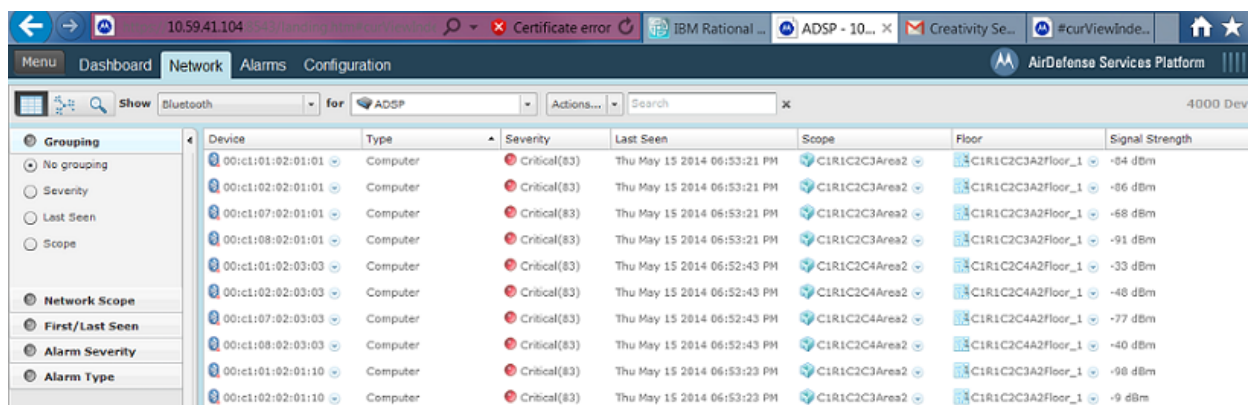 10.59.41.104 Certificate error IBM Rational ... ADSP - 10... Creativity Se... #curViewInde...
Menu Dashboard Network Alarms Configuration AirDefense Services Platform
Show Bluetooth for ADSP Actions... Search 4000 Dev
Grouping Device Type Severity Last Seen Scope Floor Signal Strength
No grouping 00:c1:01:02:01:01 Computer Critical(83) Thu May 15 2014 06:53:21 PM C1R1C2C3Area2 C1R1C2C3A2Floor_1 -84 dBm
Severity 00:c1:02:02:01:01 Computer Critical(83) Thu May 15 2014 06:53:21 PM C1R1C2C3Area2 C1R1C2C3A2Floor_1 -86 dBm
Last Seen 00:c1:07:02:01:01 Computer Critical(83) Thu May 15 2014 06:53:21 PM C1R1C2C3Area2 C1R1C2C3A2Floor_1 -68 dBm
Scope 00:c1:08:02:01:01 Computer Critical(83) Thu May 15 2014 06:53:21 PM C1R1C2C3Area2 C1R1C2C3A2Floor_1 -91 dBm
00:c1:01:02:03:03 Computer Critical(83) Thu May 15 2014 06:52:43 PM C1R1C2C4Area2 C1R1C2C4A2Floor_1 -33 dBm
Network Scope 00:c1:02:02:03:03 Computer Critical(83) Thu May 15 2014 06:52:43 PM C1R1C2C4Area2 C1R1C2C4A2Floor_1 -48 dBm
First/Last Seen 00:c1:07:02:03:03 Computer Critical(83) Thu May 15 2014 06:52:43 PM C1R1C2C4Area2 C1R1C2C4A2Floor_1 -77 dBm
Alarm Severity 00:c1:08:02:03:03 Computer Critical(83) Thu May 15 2014 06:52:43 PM C1R1C2C4Area2 C1R1C2C4A2Floor_1 -40 dBm
Alarm Type 00:c1:01:02:01:10 Computer Critical(83) Thu May 15 2014 06:53:23 PM C1R1C2C3Area2 C1R1C2C3A2Floor_1 -98 dBm
00:c1:02:02:01:10 Computer Critical(83) Thu May 15 2014 06:53:23 PM C1R1C2C3Area2 C1R1C2C3A2Floor_1 -9 dBm